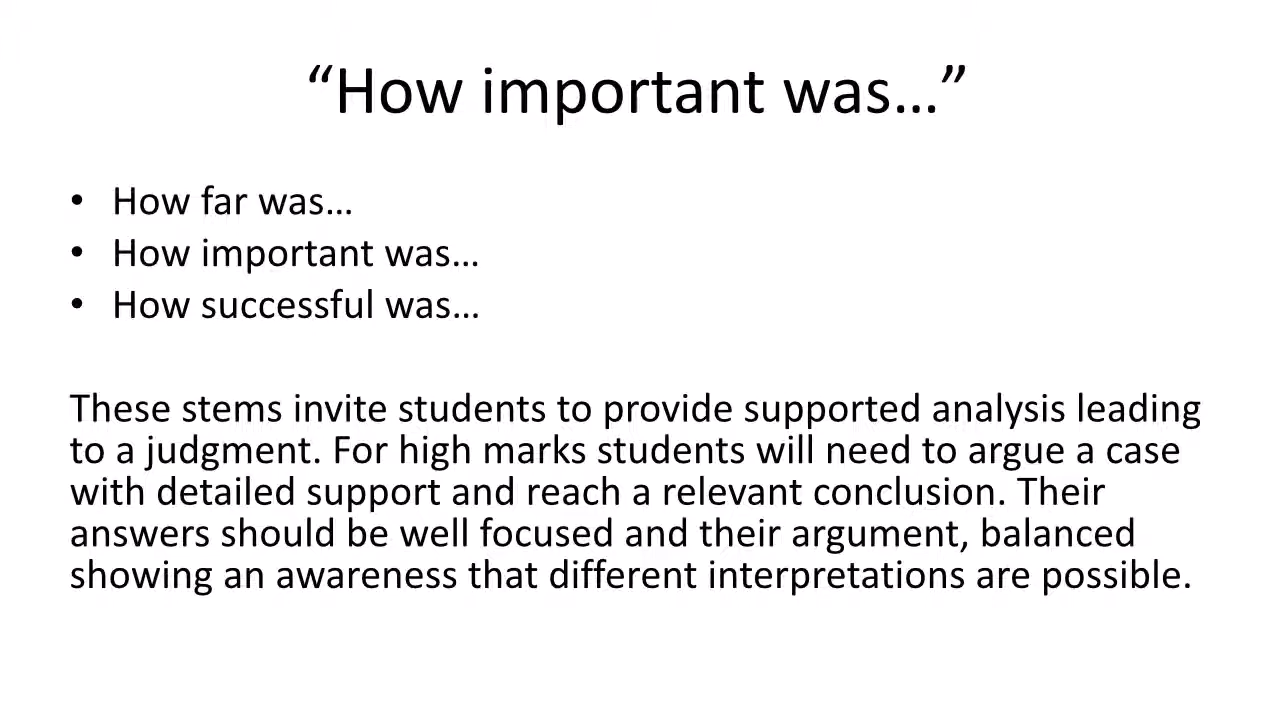 “How important was…”
• How far was…
• How important was…
• How successful was…
These stems invite students to provide supported analysis leading
to a judgment. For high marks students will need to argue a case
with detailed support and reach a relevant conclusion. Their
answers should be well focused and their argument, balanced
showing an awareness that different interpretations are possible.